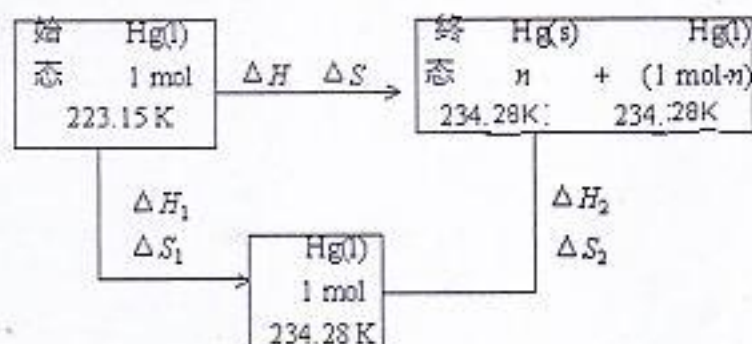 始 Hg(l)
态 1 mol
223.15 K
ΔH ΔS
终 Hg(s) Hg(l)
态 n + (1 mol-n)
234.28K 234.28K
ΔH₁
ΔS₁
Hg(l)
1 mol
234.28 K
ΔH₂
ΔS₂